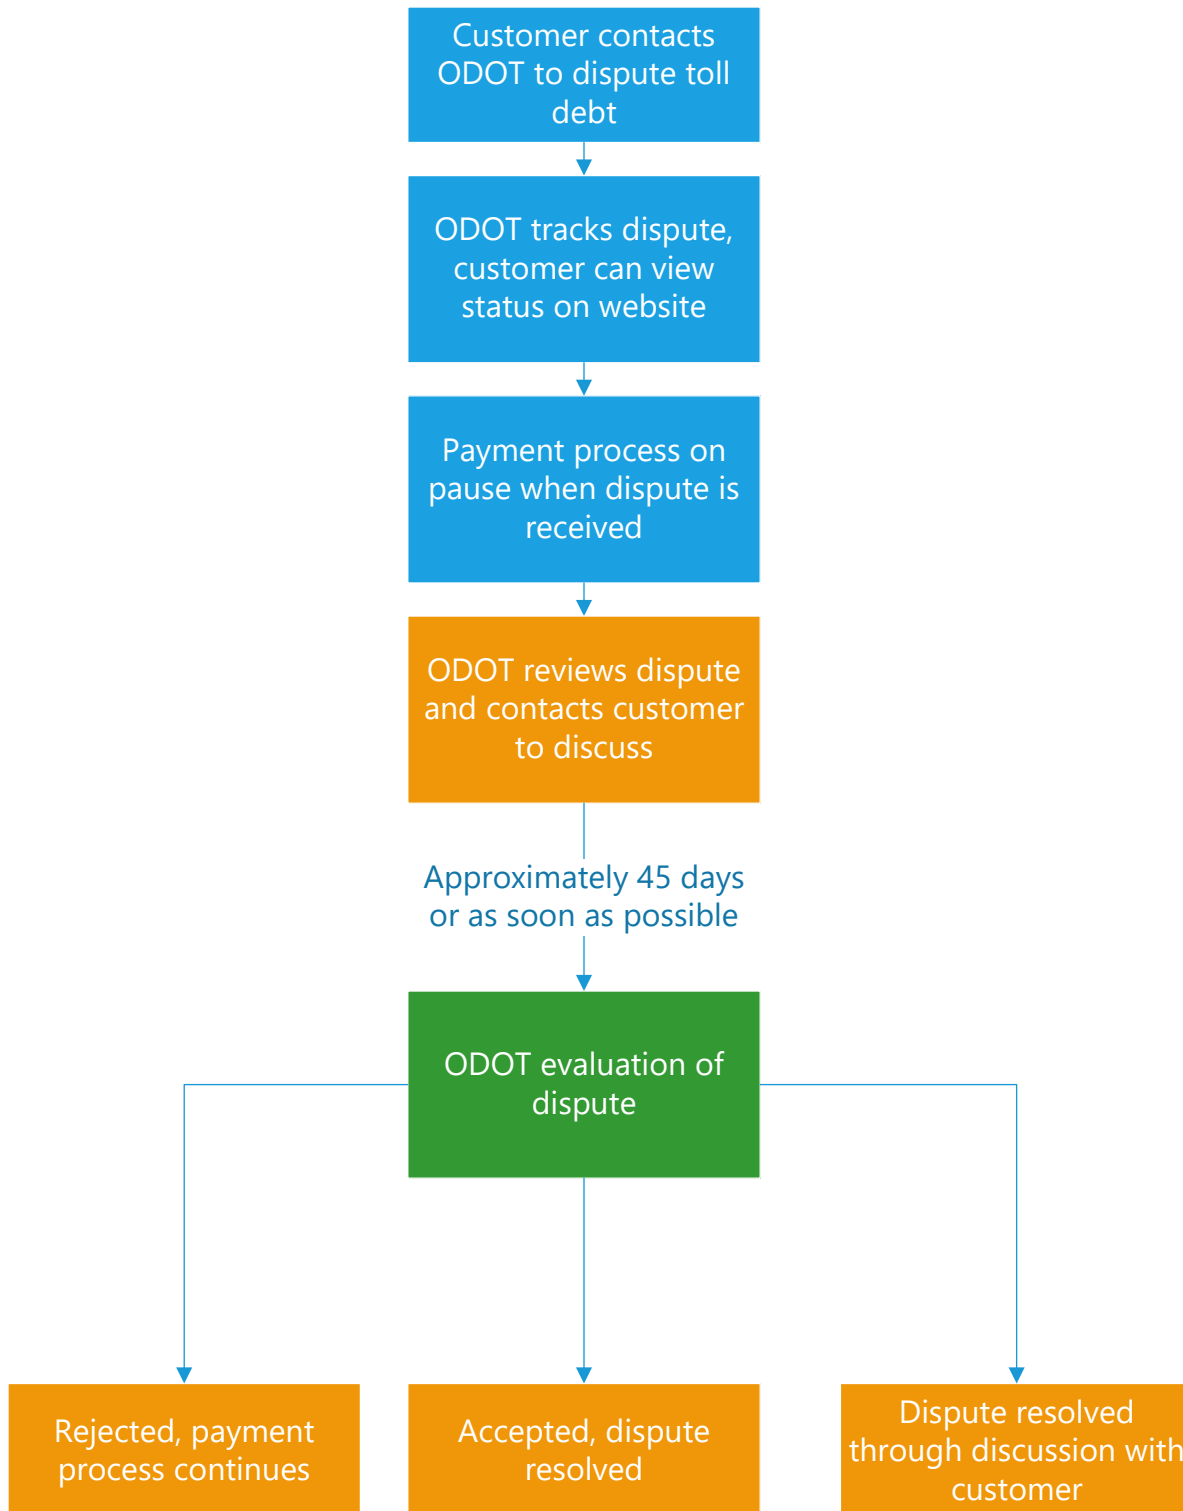 Customer contacts
ODOT to dispute toll
debt
ODOT tracks dispute,
customer can view
status on website
Payment process on
pause when dispute is
received
ODOT reviews dispute
and contacts customer
to discuss
Approximately 45 days
or as soon as possible
ODOT evaluation of
dispute
Rejected, payment
process continues
Accepted, dispute
resolved
Dispute resolved
through discussion with
customer